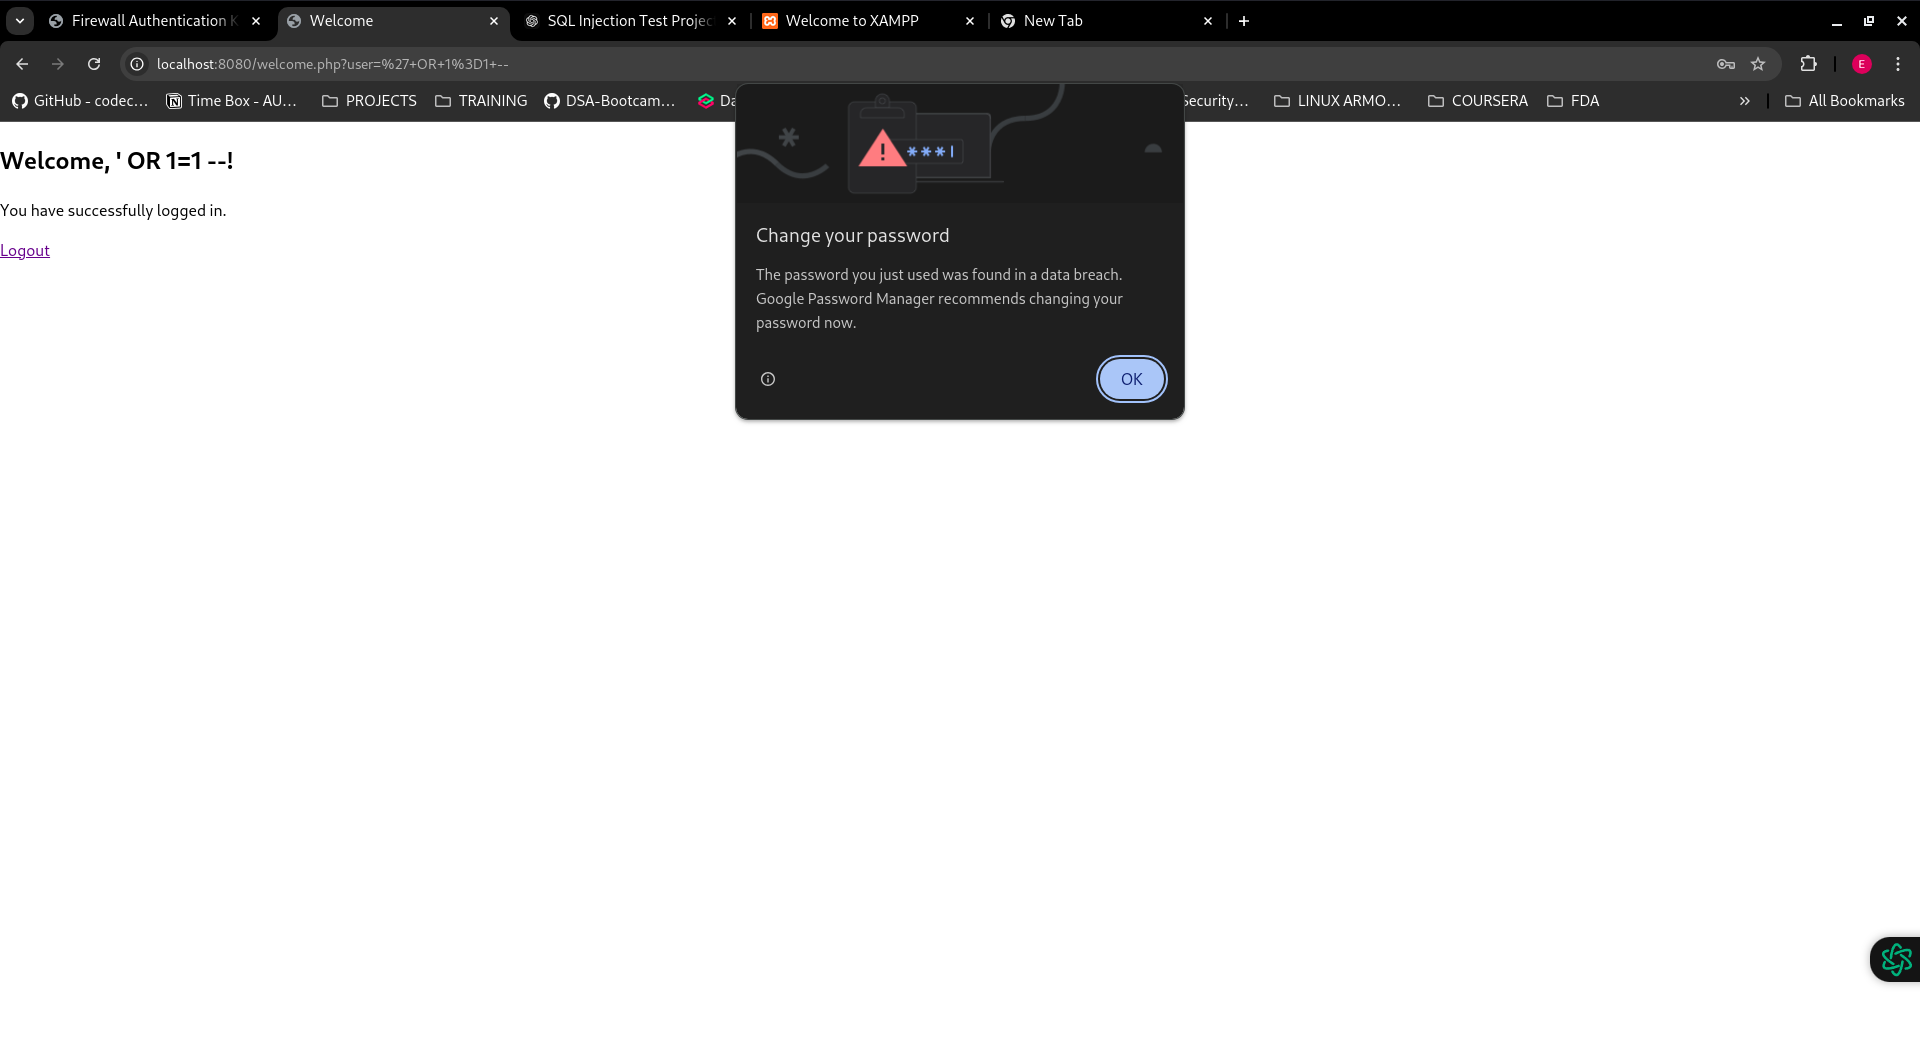 Firewall Authentication K
Welcome
SQL Injection Test Projec
Welcome to XAMPP
New Tab
localhost:8080/welcome.php?user=%27+OR+1%3D1+--
E
GitHub - codec...
Time Box - AU...
PROJECTS
TRAINING
DSA-Bootcam...
Da
Security...
LINUX ARMO...
COURSERA
FDA
All Bookmarks
Welcome, ' OR 1=1 --!
You have successfully logged in.
Logout
***
Change your password
The password you just used was found in a data breach.
Google Password Manager recommends changing your
password now.
OK